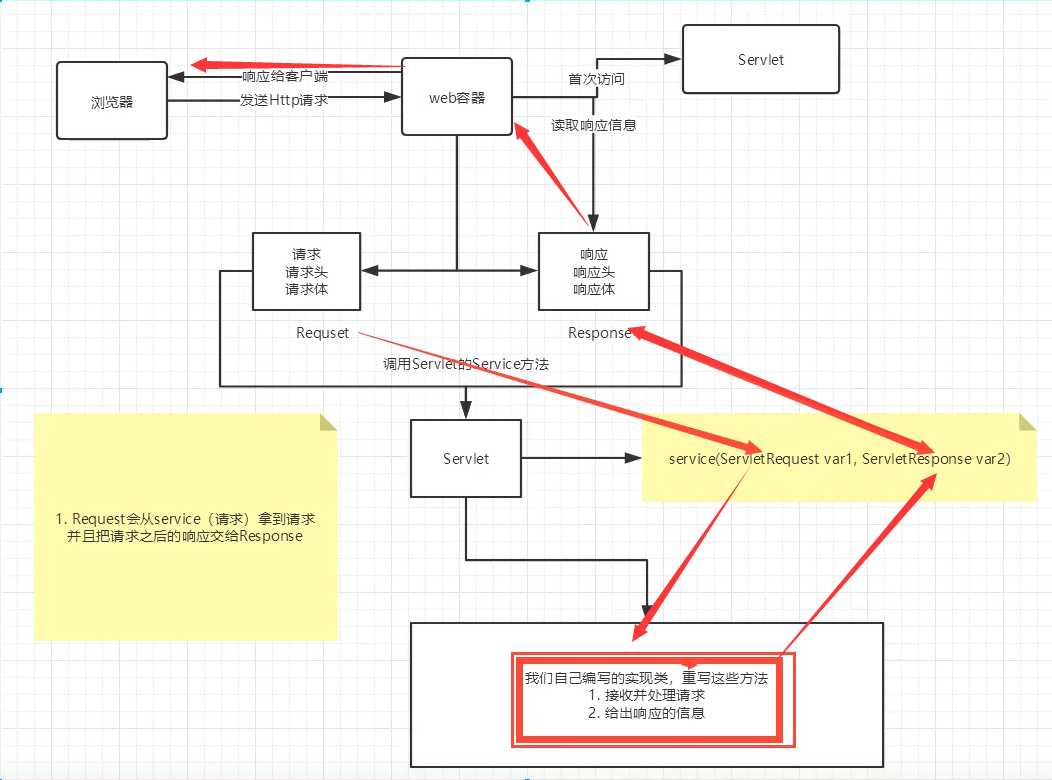 Servlet
响应给客户端
首次访问
浏览器
发送Http请求
web容器
读取响应信息
请求
请求头
请求体
响应
响应头
响应体
Requset
Response
调用Servlet的Service方法
Servlet
service(ServletRequest var1, ServletResponse var2)
1. Request会从service（请求）拿到请求
并且把请求之后的响应交给Response
我们自己编写的实现类，重写这些方法
1. 接收并处理请求
2. 给出响应的信息